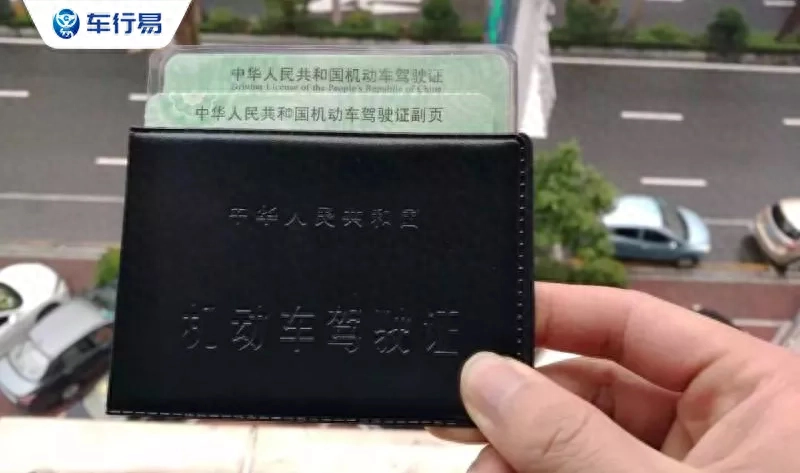 车行易
中华人民共和国机动车驾驶证
Driving License of the People's Republic of China
中华人民共和国机动车驾驶证副页
中华人民共和国
机动车驾驶证